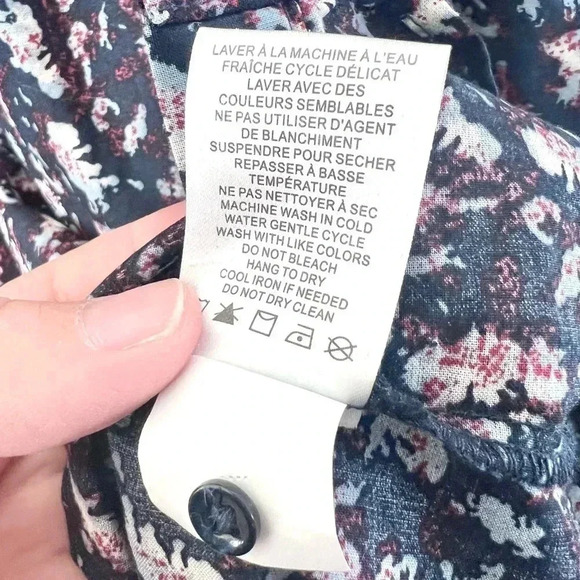 LAVER À LA MACHINE À L'EAU
FRAÎCHE CYCLE DÉLICAT
LAVER AVEC DES
COULEURS SEMBLABLES
NE PAS UTILISER D'AGENT
DE BLANCHIMENT
SUSPENDRE POUR SECHER
REPASSER À BASSE
TEMPÉRATURE
NE PAS NETTOYER À SEC
MACHINE WASH IN COLD
WATER GENTLE CYCLE
WASH WITH LIKE COLORS
DO NOT BLEACH
HANG TO DRY
COOL IRON IF NEEDED
DO NOT DRY CLEAN